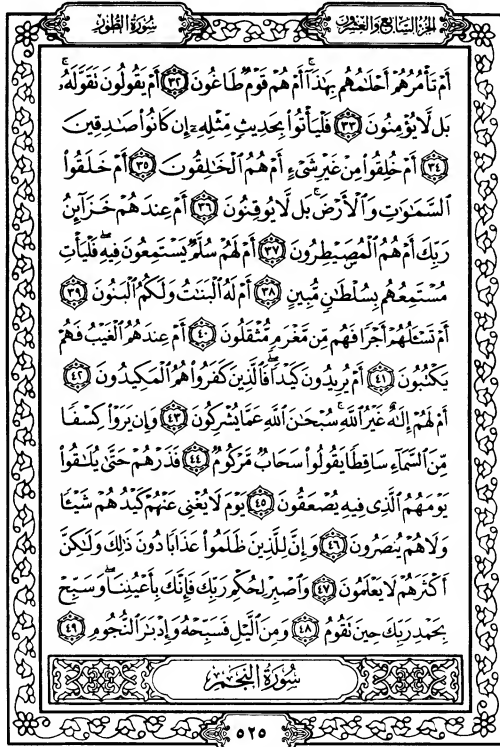 الجزء السابع والعشرون
سورة الطور
أَمْ تَأْمُرُهُمْ أَحْلَٰمُهُم بِهَٰذَآ ۚ أَمْ هُمْ قَوْمٌ طَاغُونَ ٣٢ أَمْ يَقُولُونَ تَقَوَّلَهُۥ ۚ
بَل لَّا يُؤْمِنُونَ ٣٣ فَلْيَأْتُوا۟ بِحَدِيثٍ مِّثْلِهِۦٓ إِن كَانُوا۟ صَٰدِقِينَ
٣٤ أَمْ خُلِقُوا۟ مِنْ غَيْرِ شَىْءٍ أَمْ هُمُ ٱلْخَٰلِقُونَ ٣٥ أَمْ خَلَقُوا۟
ٱلسَّمَٰوَٰتِ وَٱلْأَرْضَ ۚ بَل لَّا يُوقِنُونَ ٣٦ أَمْ عِندَهُمْ خَزَآئِنُ
رَبِّكَ أَمْ هُمُ ٱلْمُصَۜيْطِرُونَ ٣٧ أَمْ لَهُمْ سُلَّمٌ يَسْتَمِعُونَ فِيهِ ۖ فَلْيَأْتِ
مُسْتَمِعُهُم بِسُلْطَٰنٍ مُّبِينٍ ٣٨ أَمْ لَهُ ٱلْبَنَٰتُ وَلَكُمُ ٱلْبَنُونَ ٣٩
أَمْ تَسْـَٔلُهُمْ أَجْرًا فَهُم مِّن مَّغْرَمٍ مُّثْقَلُونَ ٤٠ أَمْ عِندَهُمُ ٱلْغَيْبُ فَهُمْ
يَكْتُبُونَ ٤١ أَمْ يُرِيدُونَ كَيْدًا ۖ فَٱلَّذِينَ كَفَرُوا۟ هُمُ ٱلْمَكِيدُونَ ٤٢
أَمْ لَهُمْ إِلَٰهٌ غَيْرُ ٱللَّهِ ۚ سُبْحَٰنَ ٱللَّهِ عَمَّا يُشْرِكُونَ ٤٣ وَإِن يَرَوْا۟ كِسْفًا
مِّنَ ٱلسَّمَآءِ سَاقِطًا يَقُولُوا۟ سَحَابٌ مَّرْكُومٌ ٤٤ فَذَرْهُمْ حَتَّىٰ يُلَٰقُوا۟
يَوْمَهُمُ ٱلَّذِى فِيهِ يُصْعَقُونَ ٤٥ يَوْمَ لَا يُغْنِى عَنْهُمْ كَيْدُهُمْ شَيْـًٔا
وَلَا هُمْ يُنصَرُونَ ٤٦ وَإِنَّ لِلَّذِينَ ظَلَمُوا۟ عَذَابًا دُونَ ذَٰلِكَ وَلَٰكِنَّ
أَكْثَرَهُمْ لَا يَعْلَمُونَ ٤٧ وَٱصْبِرْ لِحُكْمِ رَبِّكَ فَإِنَّكَ بِأَعْيُنِنَا ۖ وَسَبِّحْ
بِحَمْدِ رَبِّكَ حِينَ تَقُومُ ٤٨ وَمِنَ ٱلَّيْلِ فَسَبِّحْهُ وَإِدْبَٰرَ ٱلنُّجُومِ ٤٩
سُورَةُ النَّجْمِ
٥٢٥